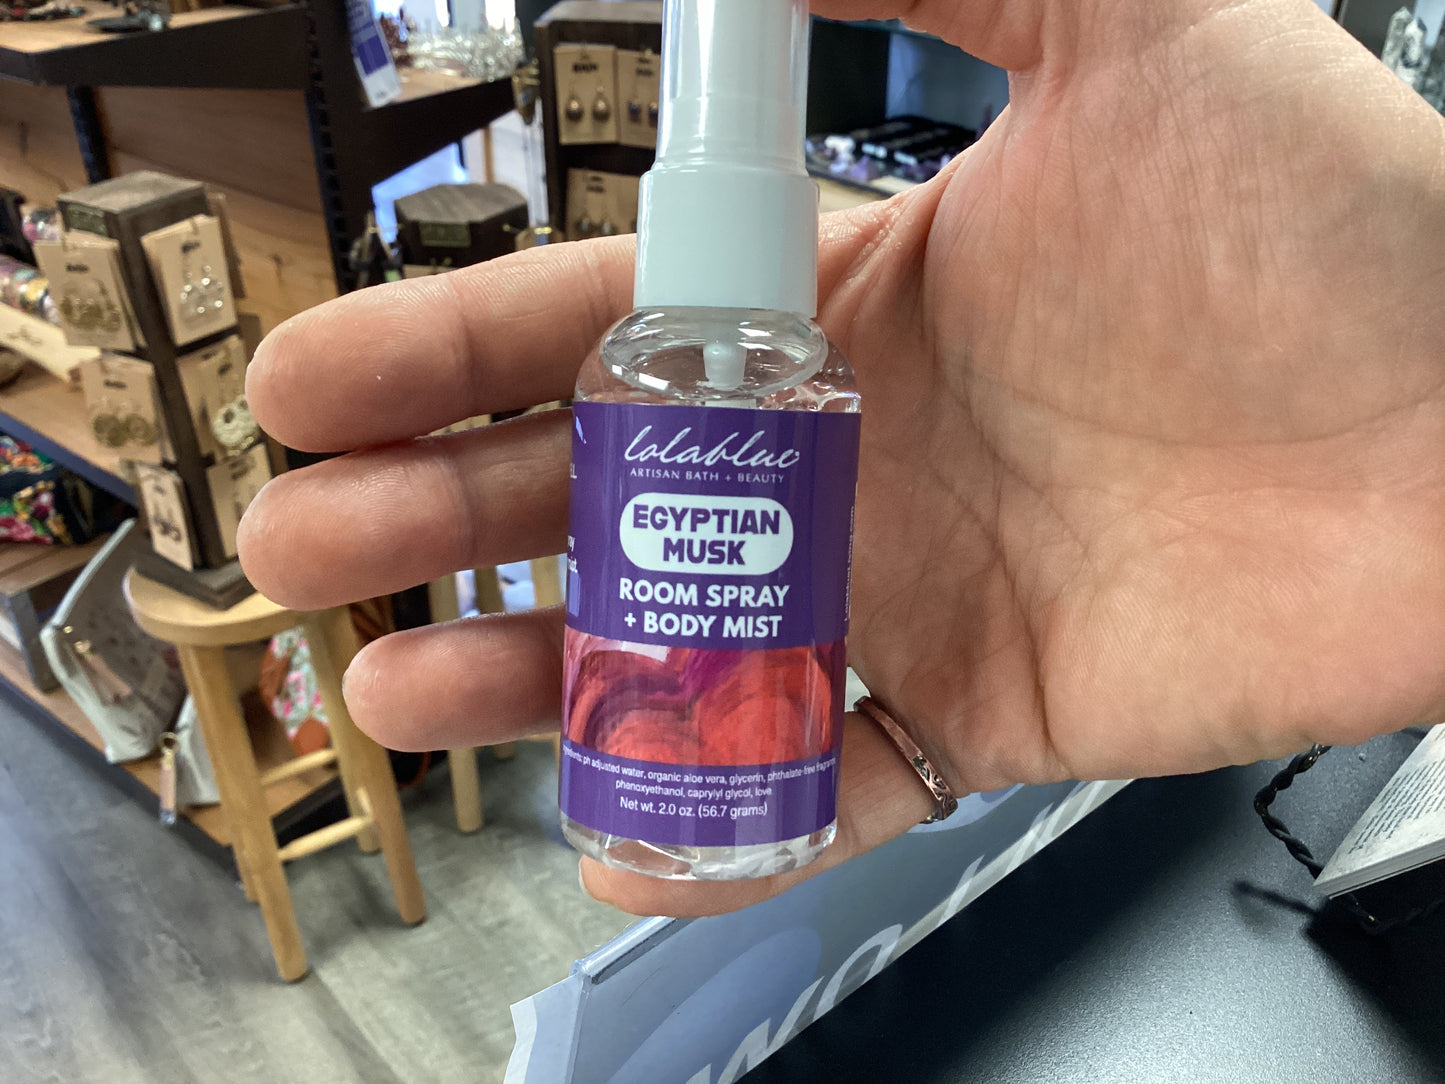 lolablue
ARTISAN BATH + BEAUTY
EGYPTIAN
MUSK
ROOM SPRAY
+ BODY MIST
ph adjusted water, organic aloe vera, glycerin, phthalate-free
phenoxyethanol, caprylyl glycol, love
Net wt. 2.0 oz. (56.7 grams)